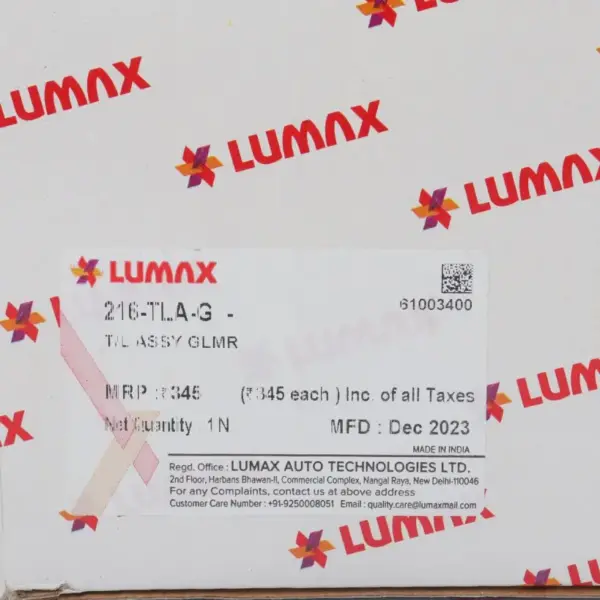 LUMAX
LUMAX
LUMAX
LUMAX
216-TLA-G -
61003400
T/L ASSY GLMR
MRP : ₹345 (₹345 each ) Inc. of all Taxes
LUMAX
Net Quantity 1 N MFD : Dec 2023
MADE IN INDIA
Regd. Office : LUMAX AUTO TECHNOLOGIES LTD.
2nd Floor, Harbans Bhawan-II, Commercial Complex, Nangal Raya, New Delhi-110046
For any Complaints, contact us at above address
Customer Care Number : +91-9250008051 Email : quality.care@lumaxmail.com
LUMAX